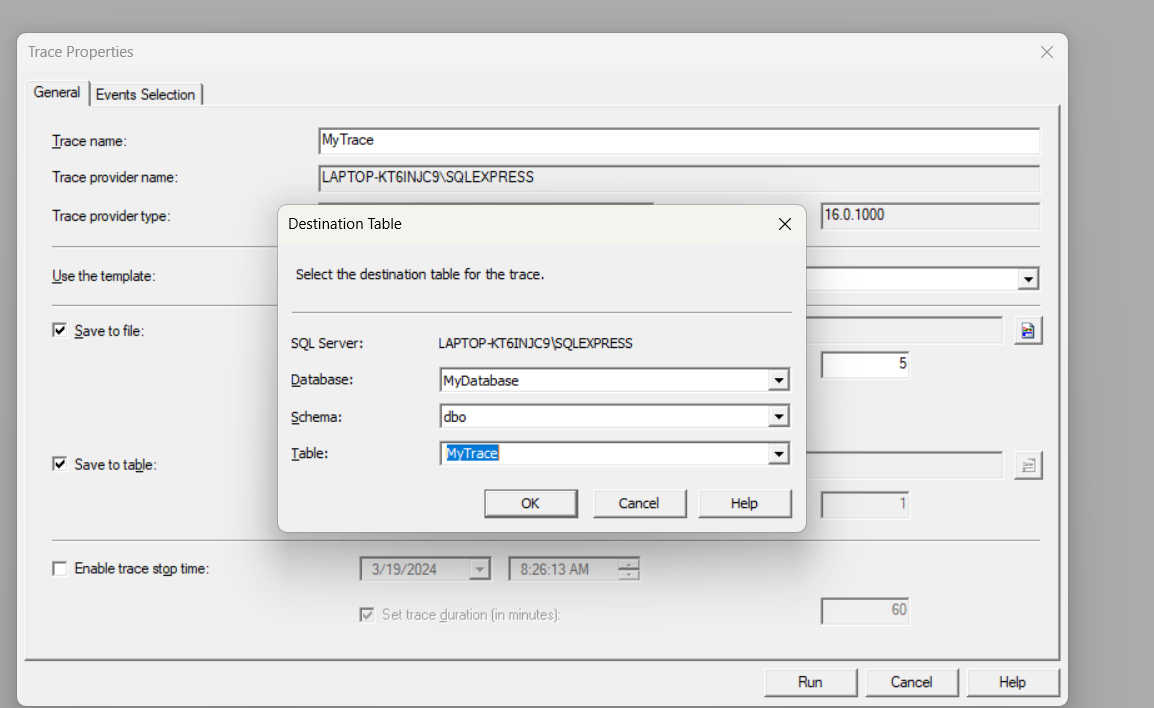 Trace Properties
General
Events Selection
Trace name:
MyTrace
Trace provider name:
LAPTOP-KT6INJC9\SQLEXPRESS
Trace provider type:
16.0.1000
Destination Table
Select the destination table for the trace.
Use the template:
Save to file:
SQL Server:
LAPTOP-KT6INJC9\SQLEXPRESS
5
Database:
MyDatabase
Schema:
dbo
Table:
MyTrace
Save to table:
OK
Cancel
Help
1
Enable trace stop time:
3/19/2024
8:26:13 AM
Set trace duration (in minutes):
60
Run
Cancel
Help